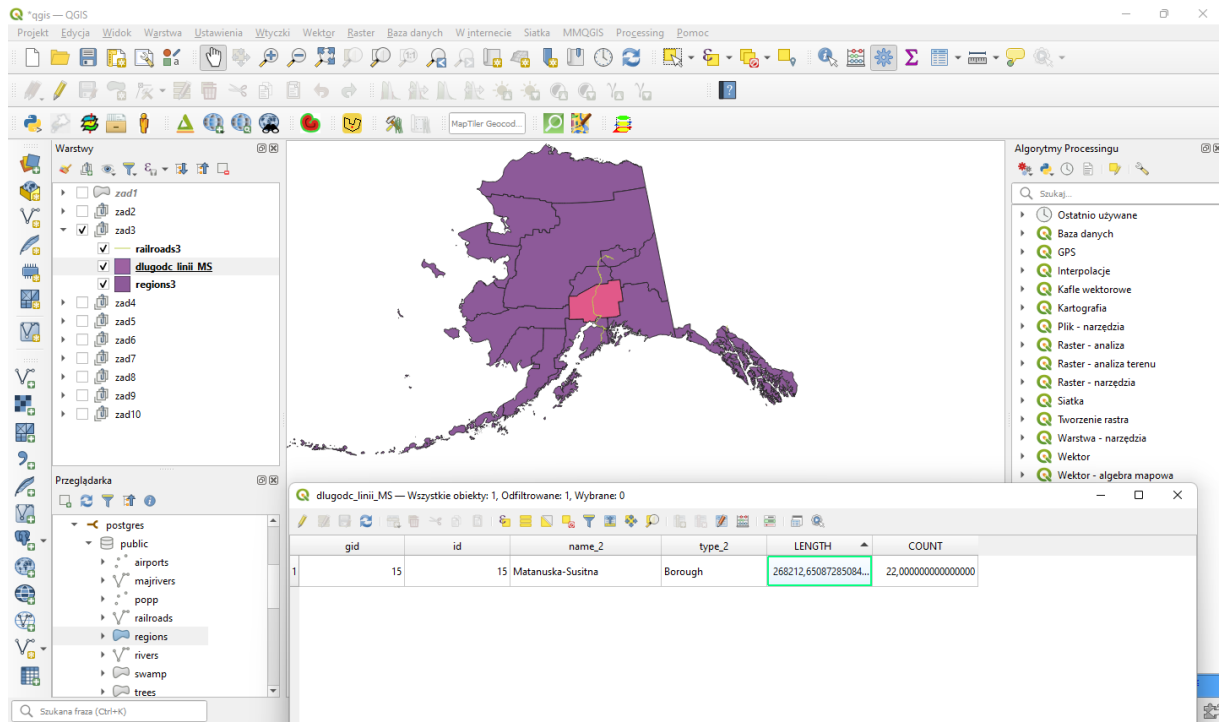 *qgis — QGIS
Projekt Edycja Widok Warstwa Ustawienia Wtyczki Wektor Raster Baza danych W internecie Siatka MMQGIS Processing Pomoc
MapTiler Geocod...
Warstwy
zad1
zad2
zad3
railroads3
dlugodc_linii_MS
regions3
zad4
zad5
zad6
zad7
zad8
zad9
zad10
Przeglądarka
postgres
public
airports
majrivers
popp
railroads
regions
rivers
swamp
trees
Szukana fraza (Ctrl+K)
Algorytmy Processingu
Szukaj...
Ostatnio używane
Baza danych
GPS
Interpolacje
Kafle wektorowe
Kartografia
Plik - narzędzia
Raster - analiza
Raster - analiza terenu
Raster - narzędzia
Siatka
Tworzenie rastra
Warstwa - narzędzia
Wektor
Wektor - algebra mapowa
dlugodc_linii_MS — Wszystkie obiekty: 1, Odfiltrowane: 1, Wybrane: 0
gid id name_2 type_2 LENGTH COUNT
1 15 15 Matanuska-Susitna Borough 268212,65087285084... 22,000000000000000